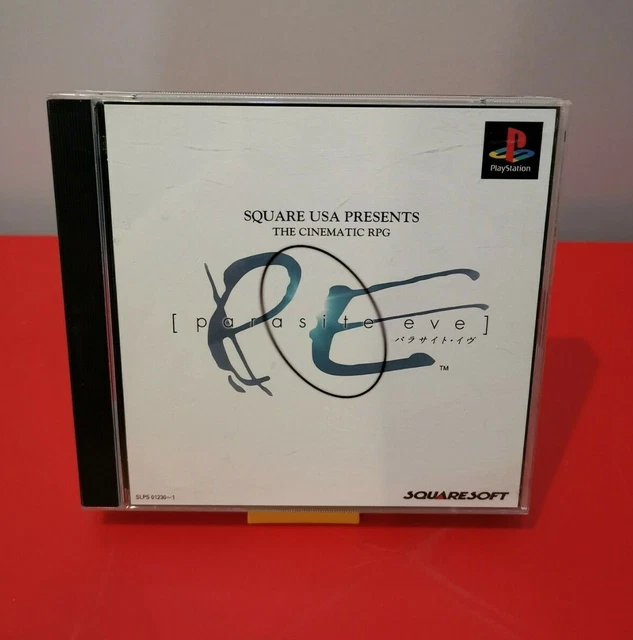 PlayStation
SQUARE USA PRESENTS
THE CINEMATIC RPG
PE
[ parasite eve ]
パラサイト・イヴ
TM
SLPS 01230~1
SQUARESOFT